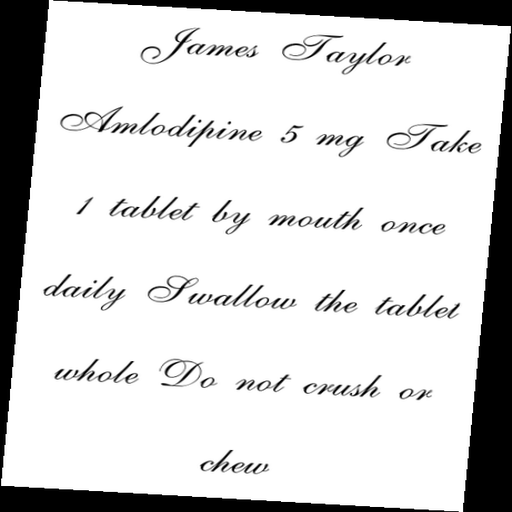 James Taylor
Amlodipine 5 mg Take
1 tablet by mouth once
daily Swallow the tablet
whole Do not crush or
chew